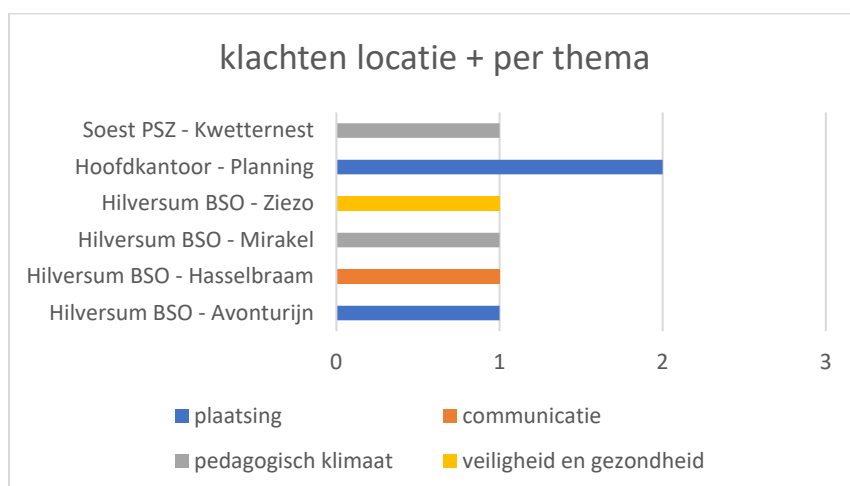 klachten locatie + per thema
Soest PSZ - Kwetternest
Hoofdkantoor - Planning
Hilversum BSO - Ziezo
Hilversum BSO - Mirakel
Hilversum BSO - Hasselbraam
Hilversum BSO - Avonturijn
0 1 2 3
plaatsing communicatie
pedagogisch klimaat veiligheid en gezondheid